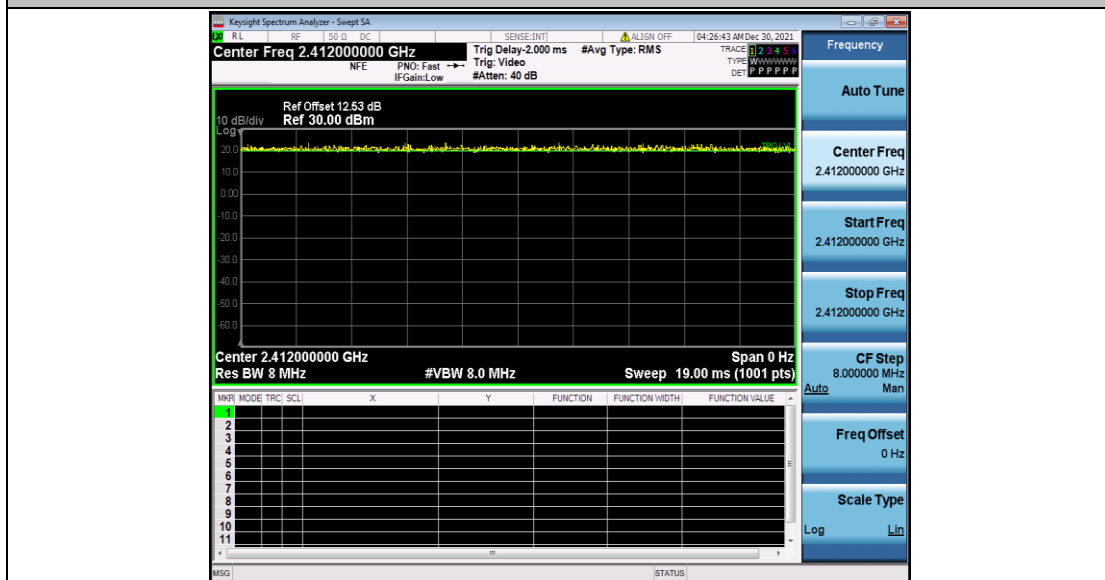 Keysight Spectrum Analyzer - Swept SA
RL RF 50 Ω DC SENSE:INT ALIGN OFF 04:26:43 AM Dec 30, 2021
Center Freq 2.412000000 GHz
NFE PNO: Fast
IFGain:Low
Trig Delay-2.000 ms
Trig: Video
#Atten: 40 dB
#Avg Type: RMS
TRACE 1 2 3 4 5 6
TYPE WWWWWW
DET P P P P P P
Ref Offset 12.53 dB
10 dB/div Ref 30.00 dBm
Log
20.0
10.0
0.00
-10.0
-20.0
-30.0
-40.0
-50.0
-60.0
Center 2.412000000 GHz Span 0 Hz
Res BW 8 MHz #VBW 8.0 MHz Sweep 19.00 ms (1001 pts)
MKR MODE TRC SCL X Y FUNCTION FUNCTION WIDTH FUNCTION VALUE
1
2
3
4
5
6
7
8
9
10
11
MSG STATUS
Frequency
Auto Tune
Center Freq
2.412000000 GHz
Start Freq
2.412000000 GHz
Stop Freq
2.412000000 GHz
CF Step
8.000000 MHz
Auto Man
Freq Offset
0 Hz
Scale Type
Log Lin